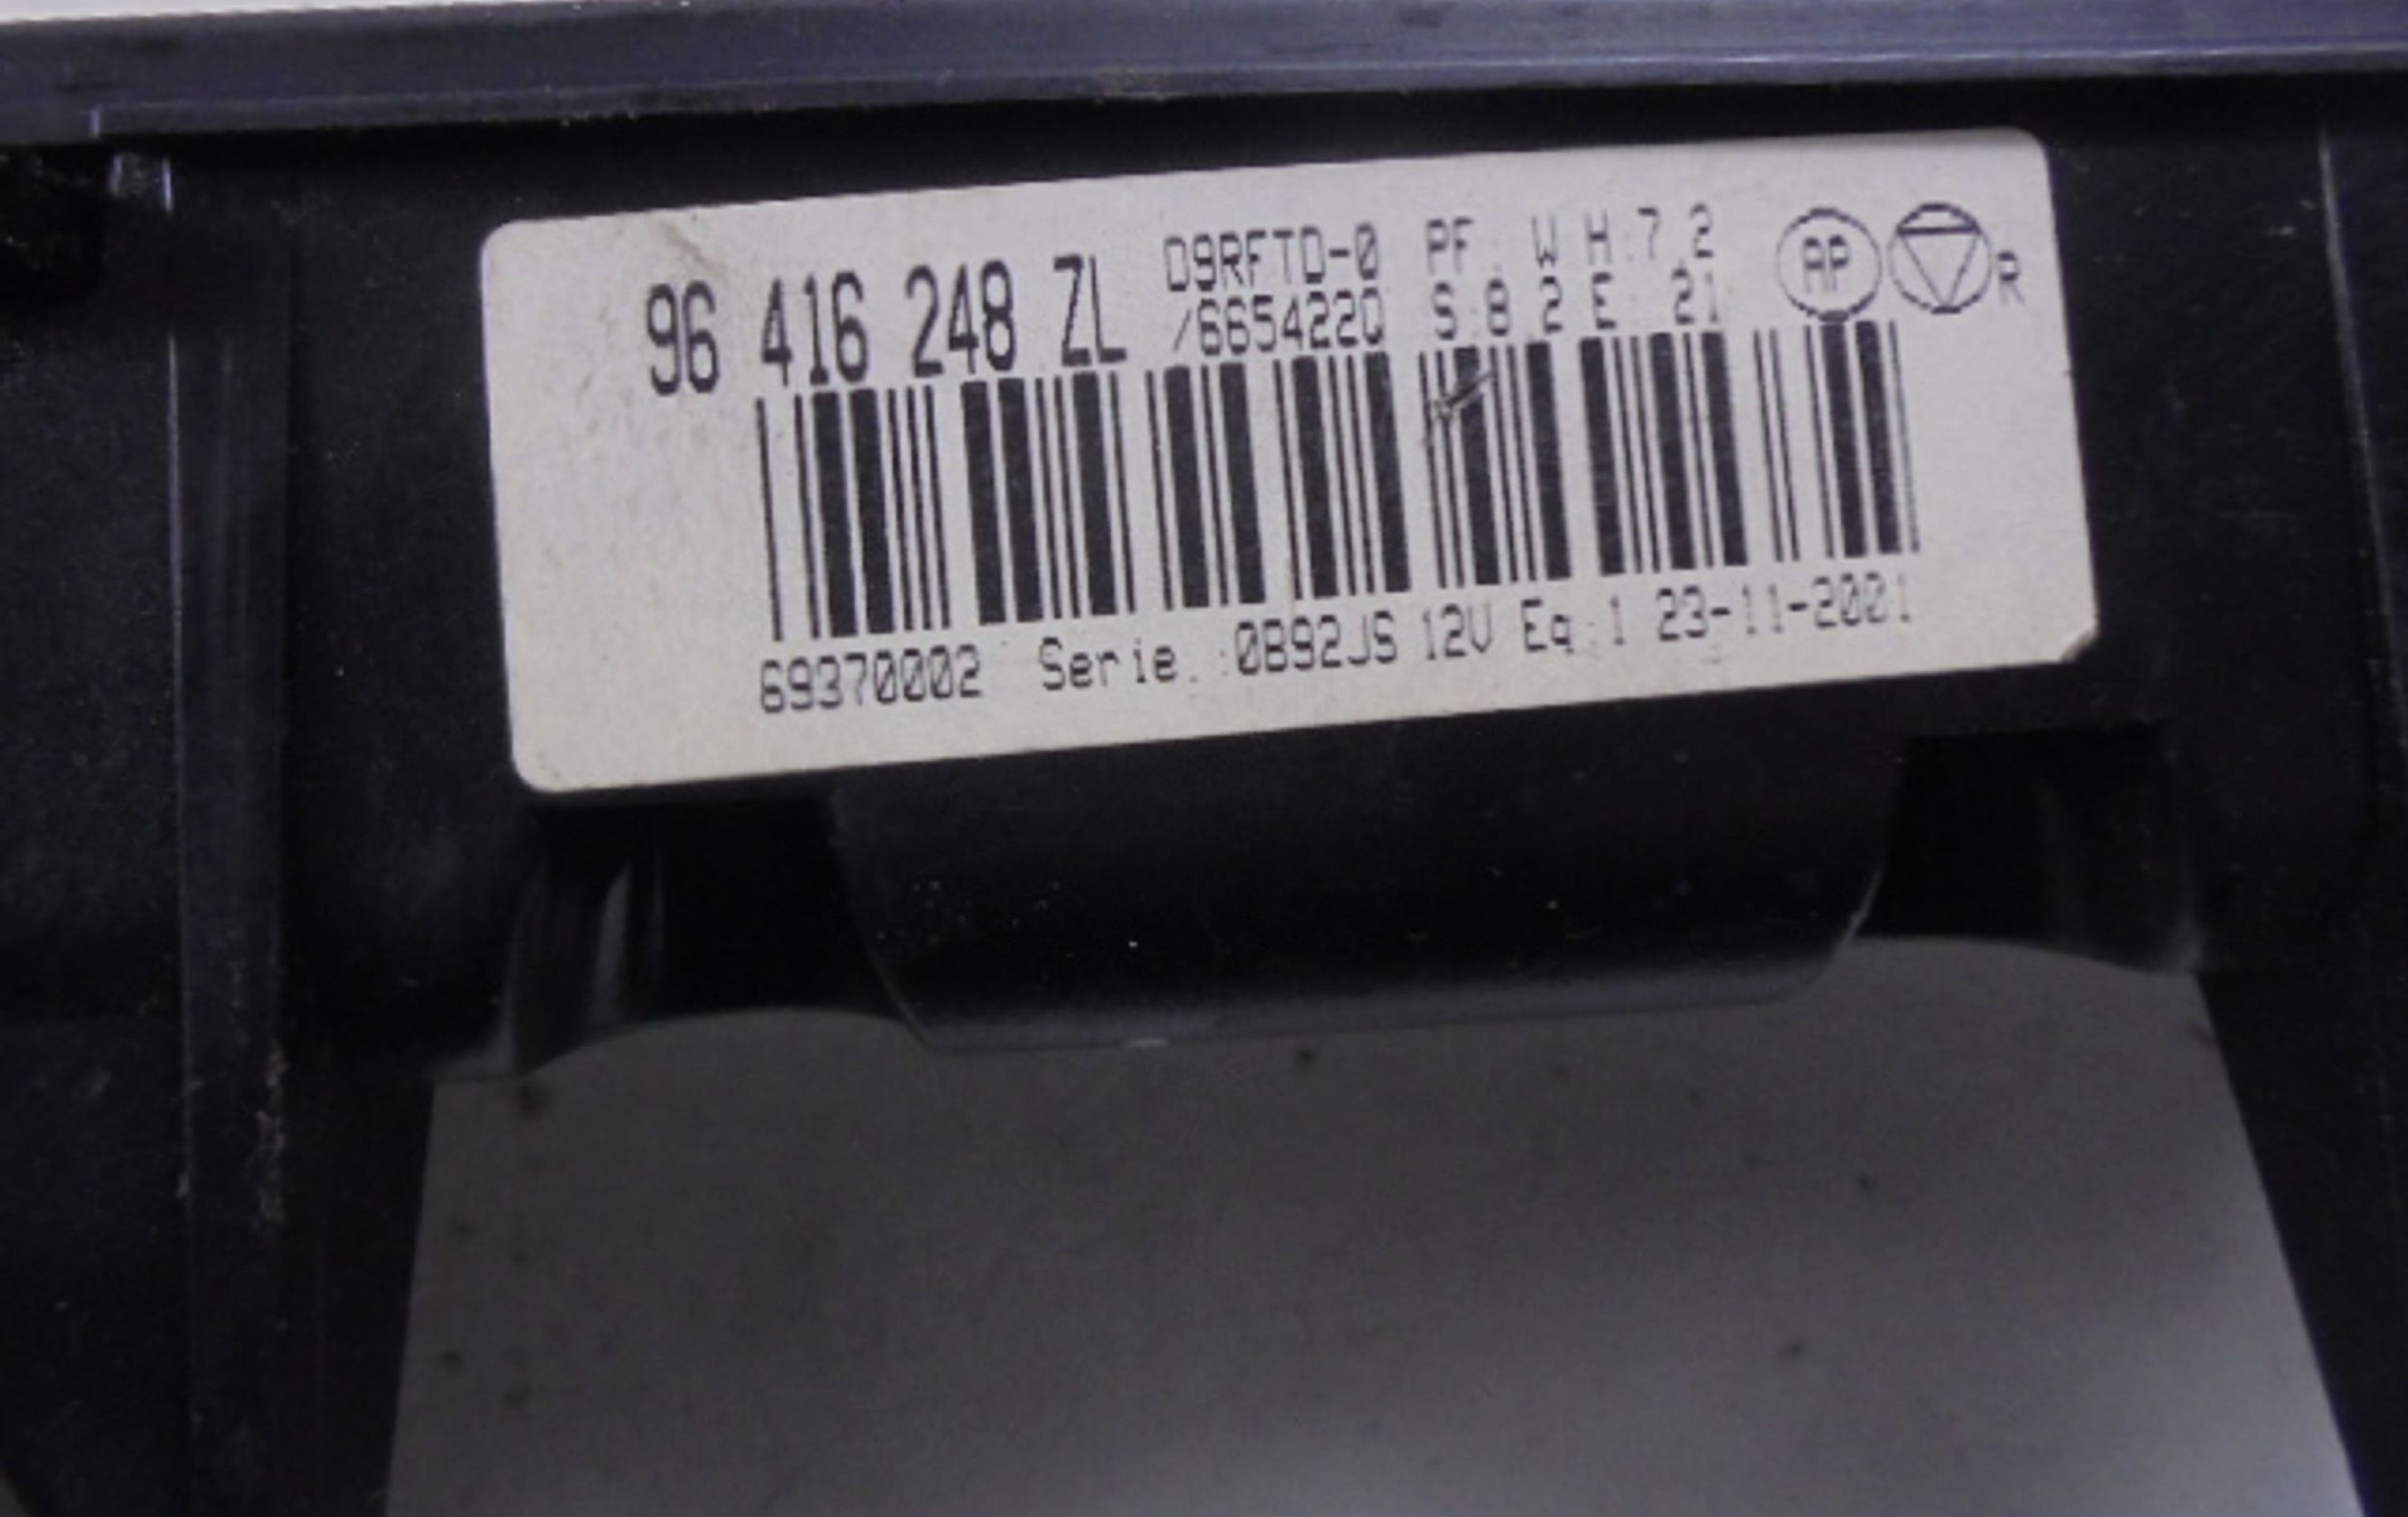 96 416 248 ZL D9RFTD-0 PF: W H:7,2 AP R
/6654220 S:8,2 E: 21
69370002 Serie.:0B92JS 12V Eq:1 23-11-2001